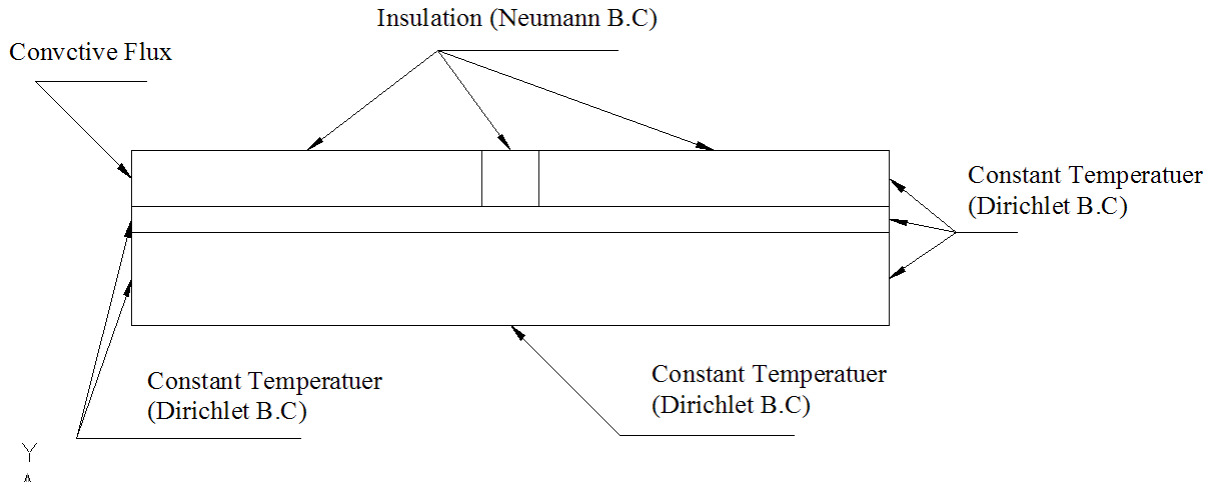 Insulation (Neumann B.C)
Convctive Flux
Constant Temperatuer
(Dirichlet B.C)
Constant Temperatuer
(Dirichlet B.C)
Constant Temperatuer
(Dirichlet B.C)
Y